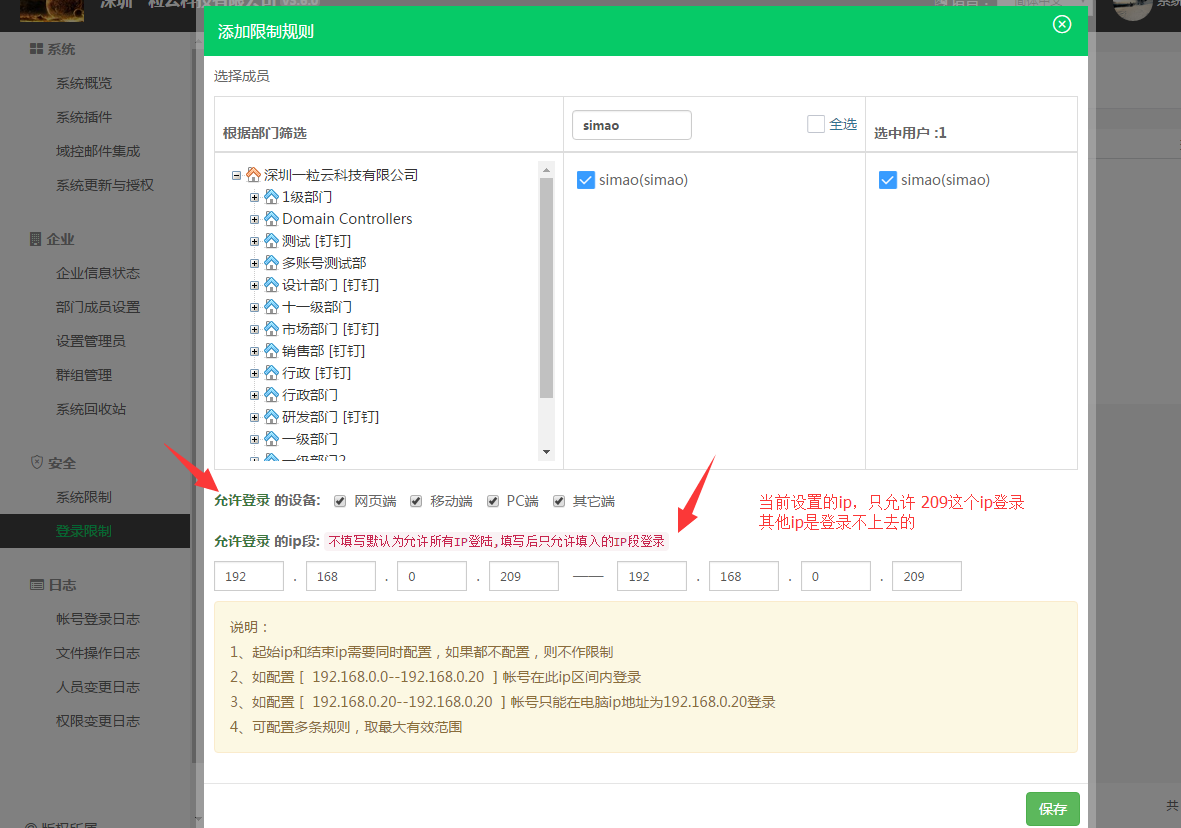 系统
系统概览
系统插件
域控邮件集成
系统更新与授权
企业
企业信息状态
部门成员设置
设置管理员
群组管理
系统回收站
安全
系统限制
登录限制
日志
帐号登录日志
文件操作日志
人员变更日志
权限变更日志
添加限制规则
选择成员
根据部门筛选
simao
全选
选中用户 :1
深圳一粒云科技有限公司
1级部门
Domain Controllers
测试 [钉钉]
多账号测试部
设计部门 [钉钉]
十一级部门
市场部门 [钉钉]
销售部 [钉钉]
行政 [钉钉]
行政部门
研发部门 [钉钉]
一级部门
一级部门2
simao(simao)
simao(simao)
允许登录 的设备: 网页端 移动端 PC端 其它端
当前设置的ip，只允许 209这个ip登录
其他ip是登录不上去的
允许登录 的ip段: 不填写默认为允许所有IP登陆,填写后只允许填入的IP段登录
192 . 168 . 0 . 209 —— 192 . 168 . 0 . 209
说明：
1、起始ip和结束ip需要同时配置，如果都不配置，则不作限制
2、如配置 [ 192.168.0.0--192.168.0.20 ] 帐号在此ip区间内登录
3、如配置 [ 192.168.0.20--192.168.0.20 ] 帐号只能在电脑ip地址为192.168.0.20登录
4、可配置多条规则，取最大有效范围
保存
共